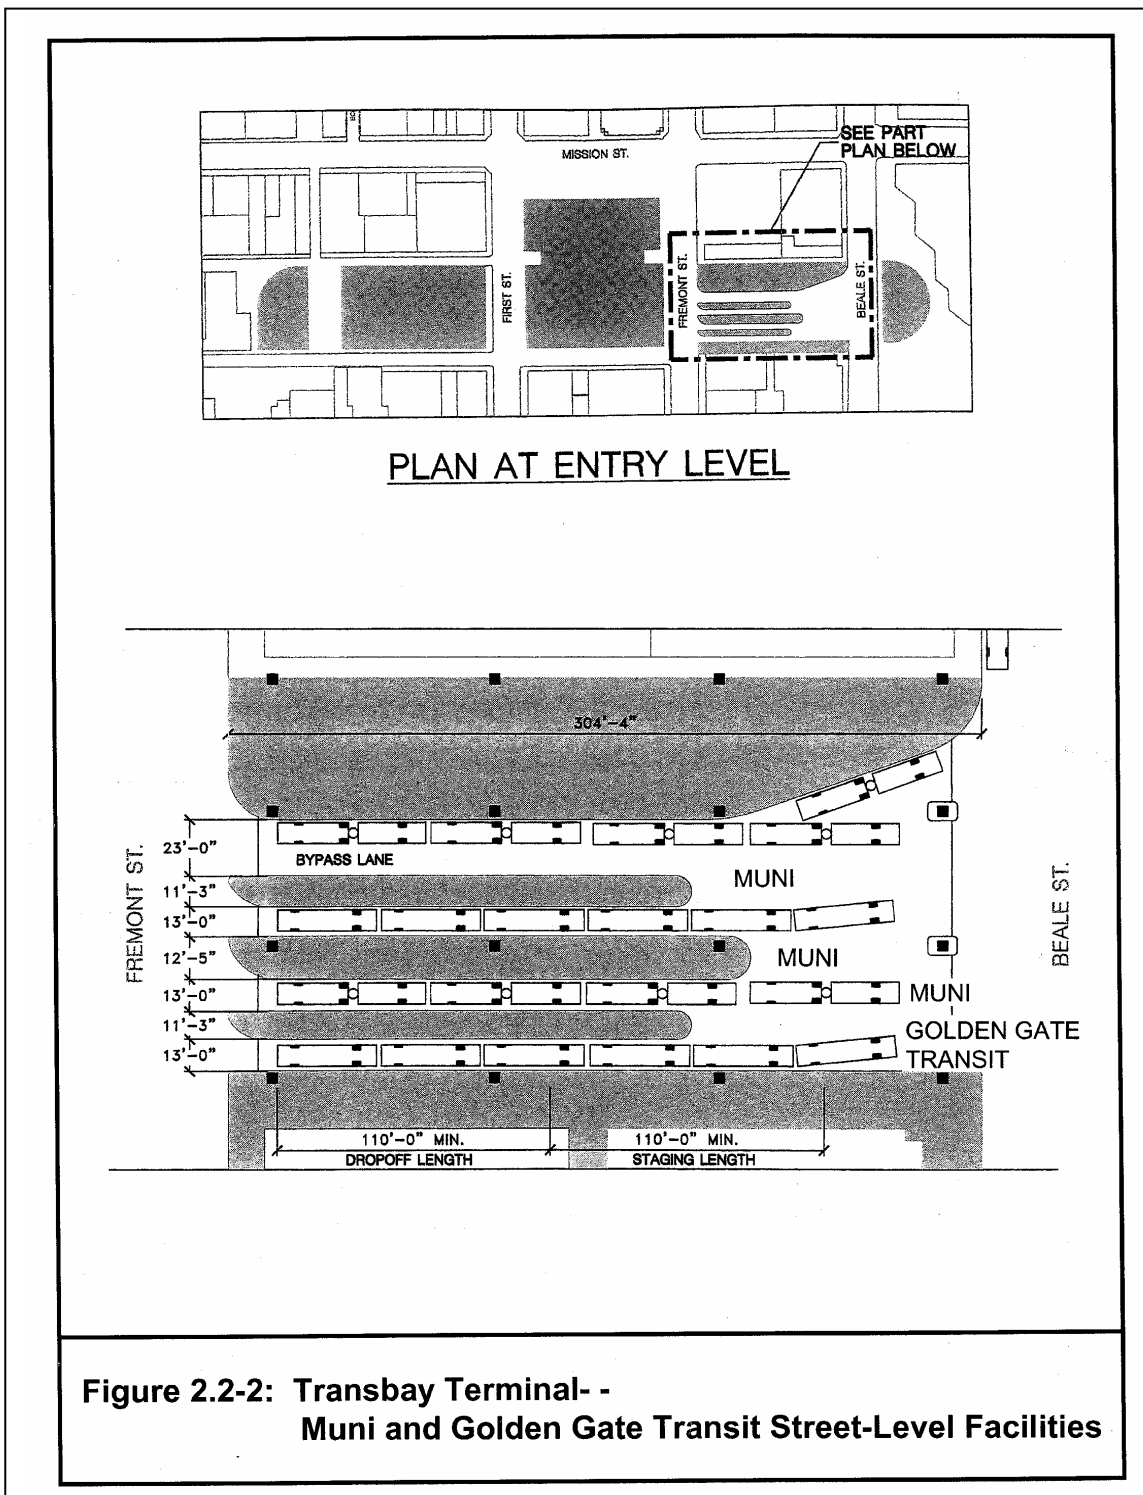 SEE PART
PLAN BELOW
MISSION ST.
FIRST ST.
FREMONT ST.
BEALE ST.
PLAN AT ENTRY LEVEL
304'-4"
23'-0"
BYPASS LANE
11'-3"
MUNI
13'-0"
FREMONT ST.
BEALE ST.
12'-5"
MUNI
13'-0"
MUNI
11'-3"
GOLDEN GATE
TRANSIT
13'-0"
110'-0" MIN.
110'-0" MIN.
DROPOFF LENGTH
STAGING LENGTH
Figure 2.2-2: Transbay Terminal- -
Muni and Golden Gate Transit Street-Level Facilities